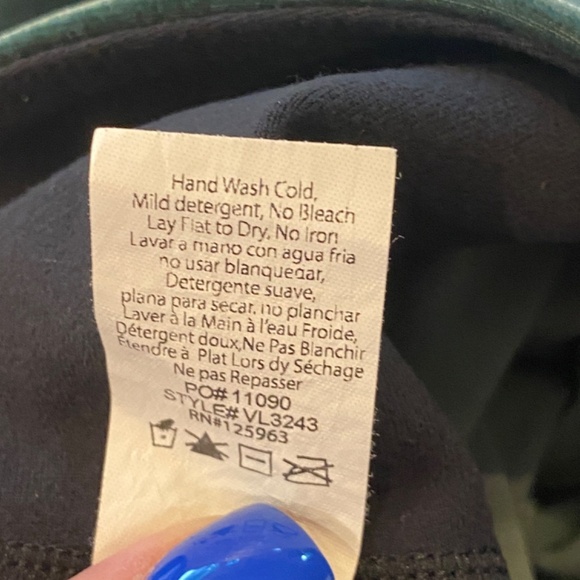 Hand Wash Cold,
Mild detergent, No Bleach
Lay Flat to Dry, No Iron
Lavar a mano con agua fria
no usar blanquedar,
Detergente suave,
plana para secar, no planchar
Laver à la Main à l'eau Froide,
Détergent doux,Ne Pas Blanchir
Étendre à Plat Lors dy Séchage
Ne pas Repasser
PO# 11090
STYLE# VL3243
RN#125963